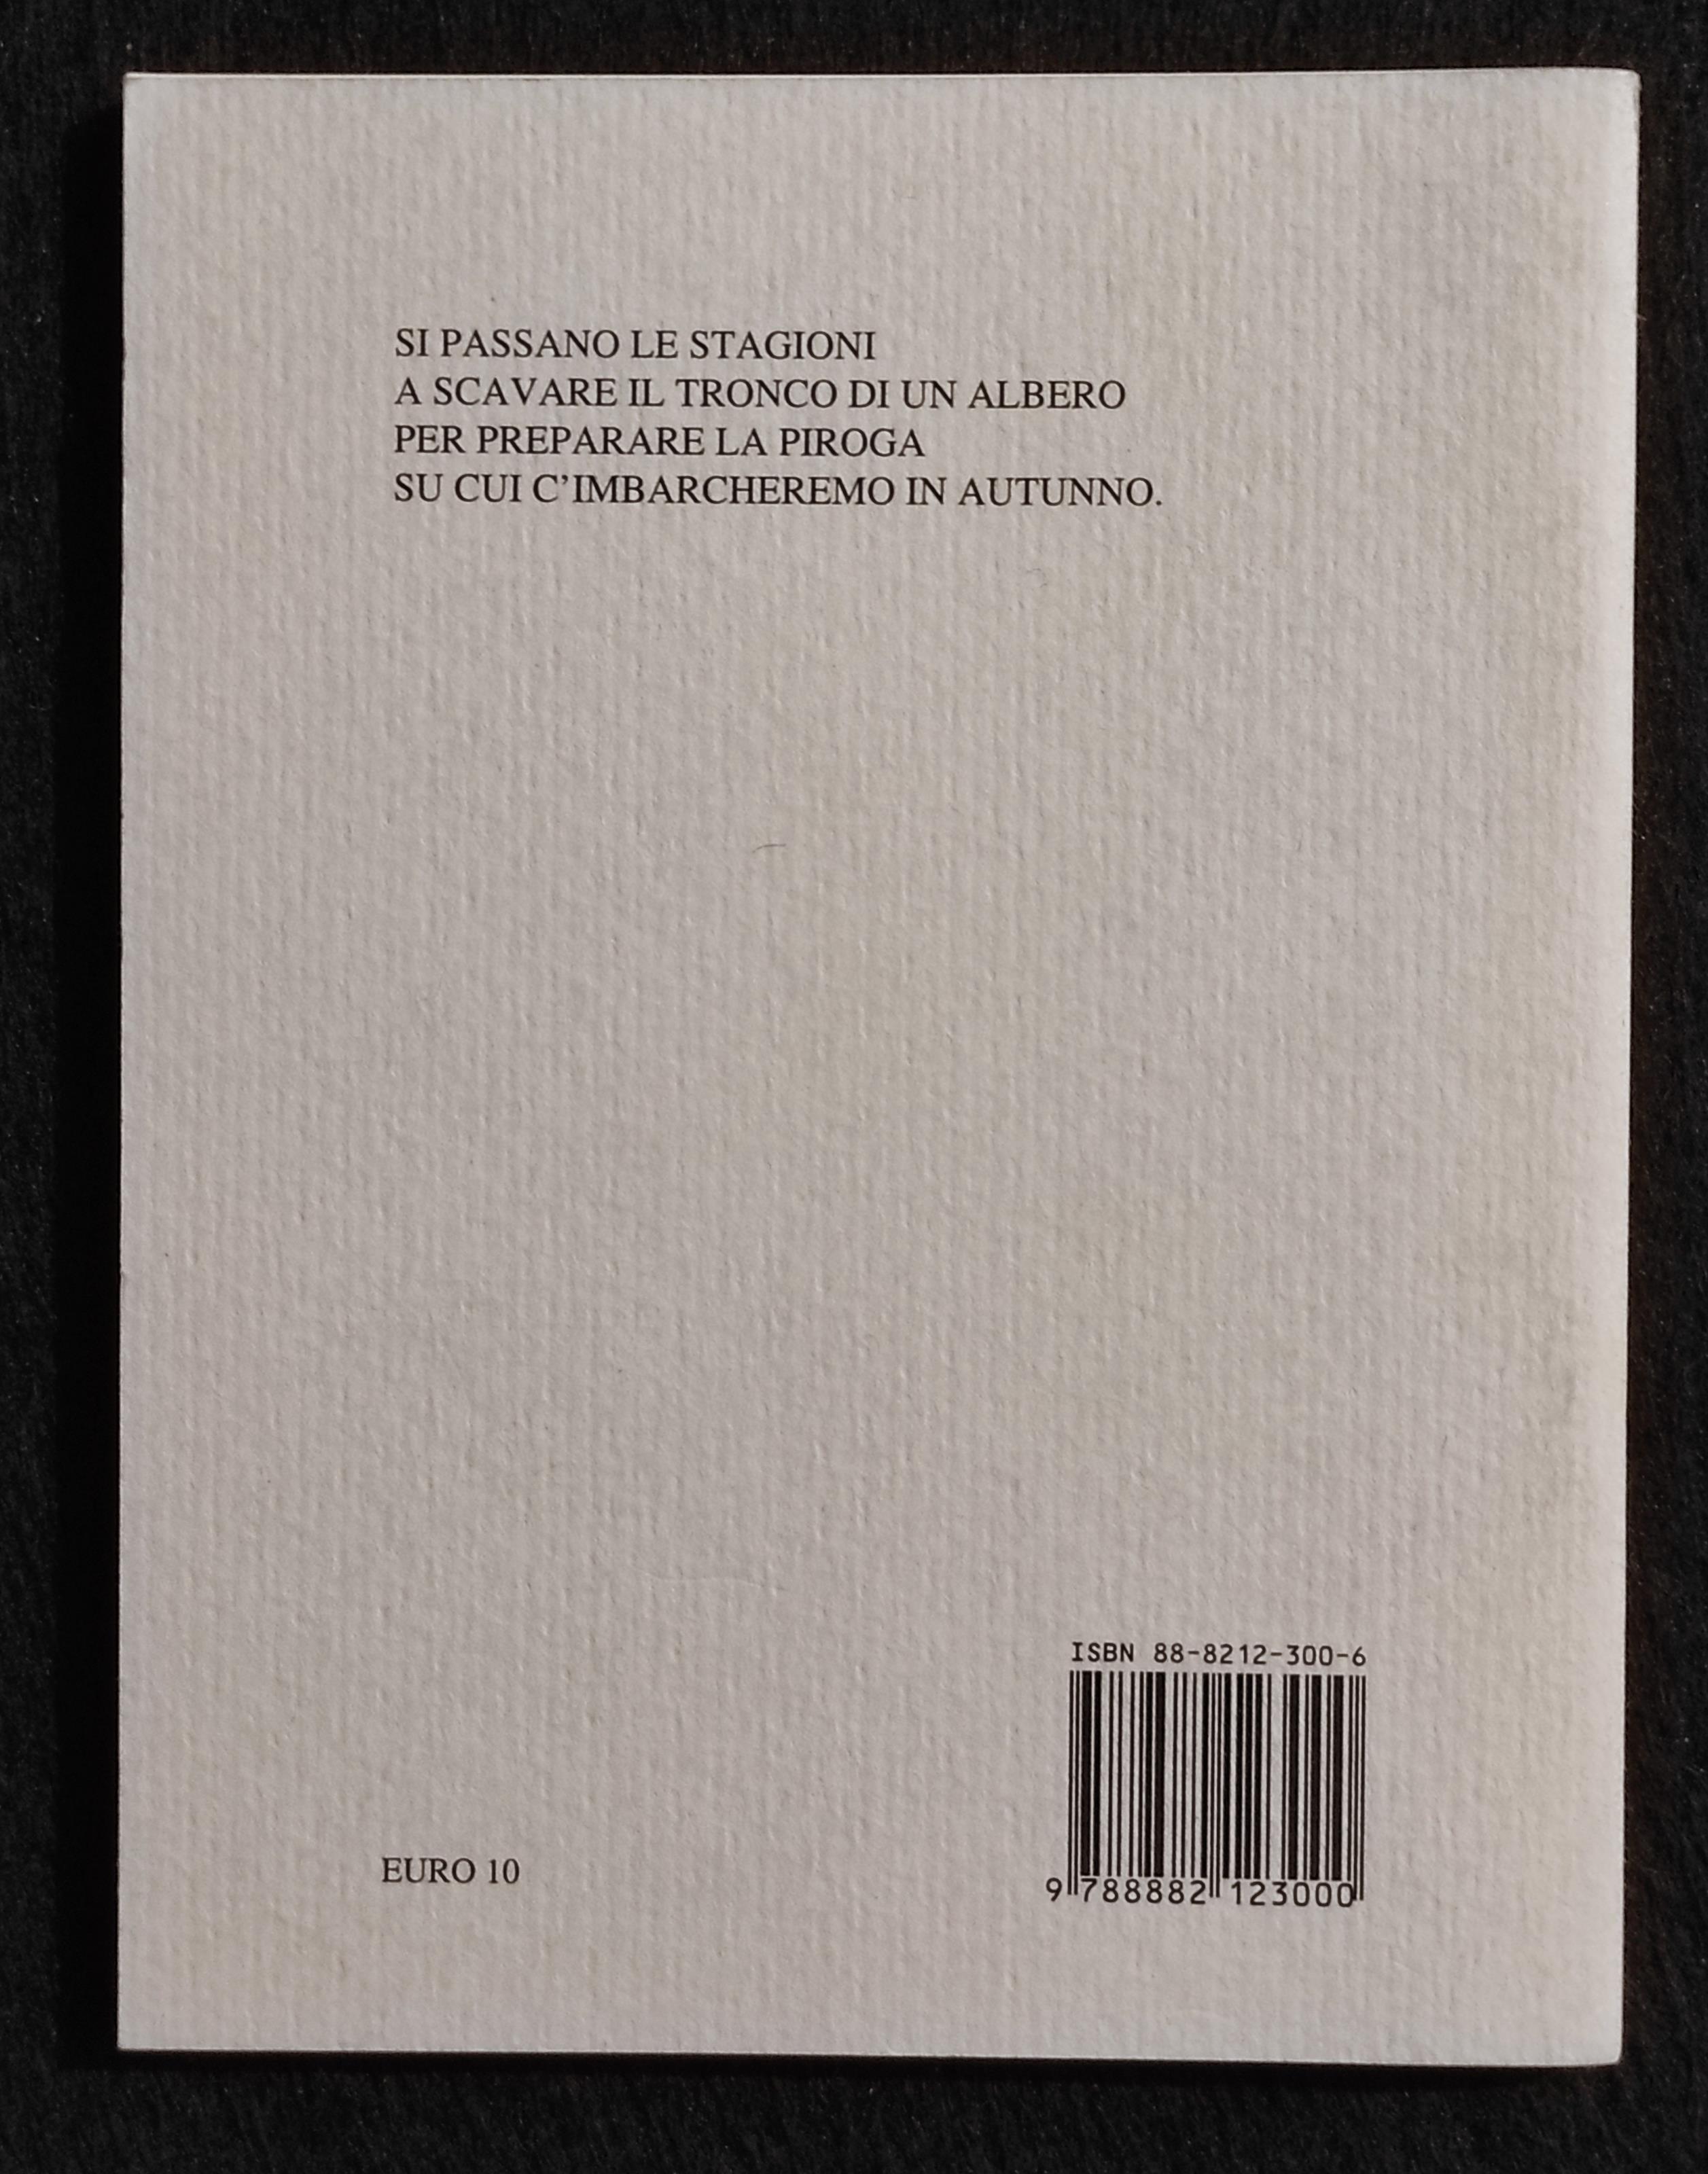 SI PASSANO LE STAGIONI
A SCAVARE IL TRONCO DI UN ALBERO
PER PREPARARE LA PIROGA
SU CUI C’IMBARCHEREMO IN AUTUNNO.
ISBN 88-8212-300-6
9 788882 123000
EURO 10